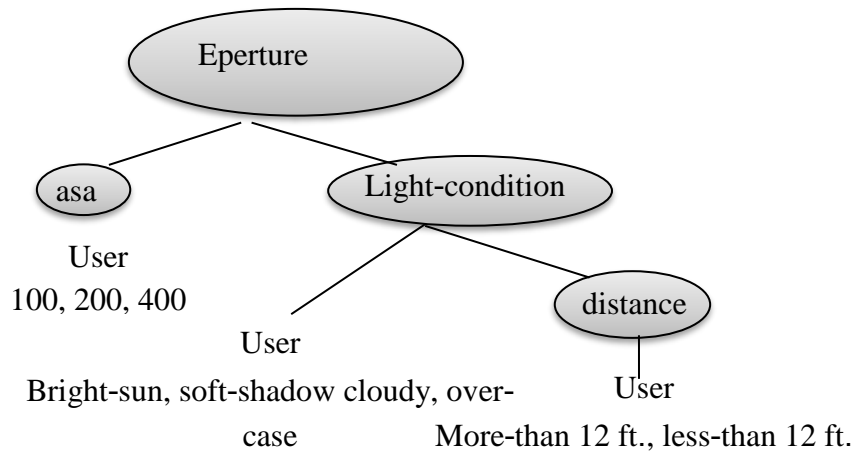 Eperture
asa
Light-condition
User
100, 200, 400
distance
User
User
Bright-sun, soft-shadow cloudy, over-
case
More-than 12 ft., less-than 12 ft.